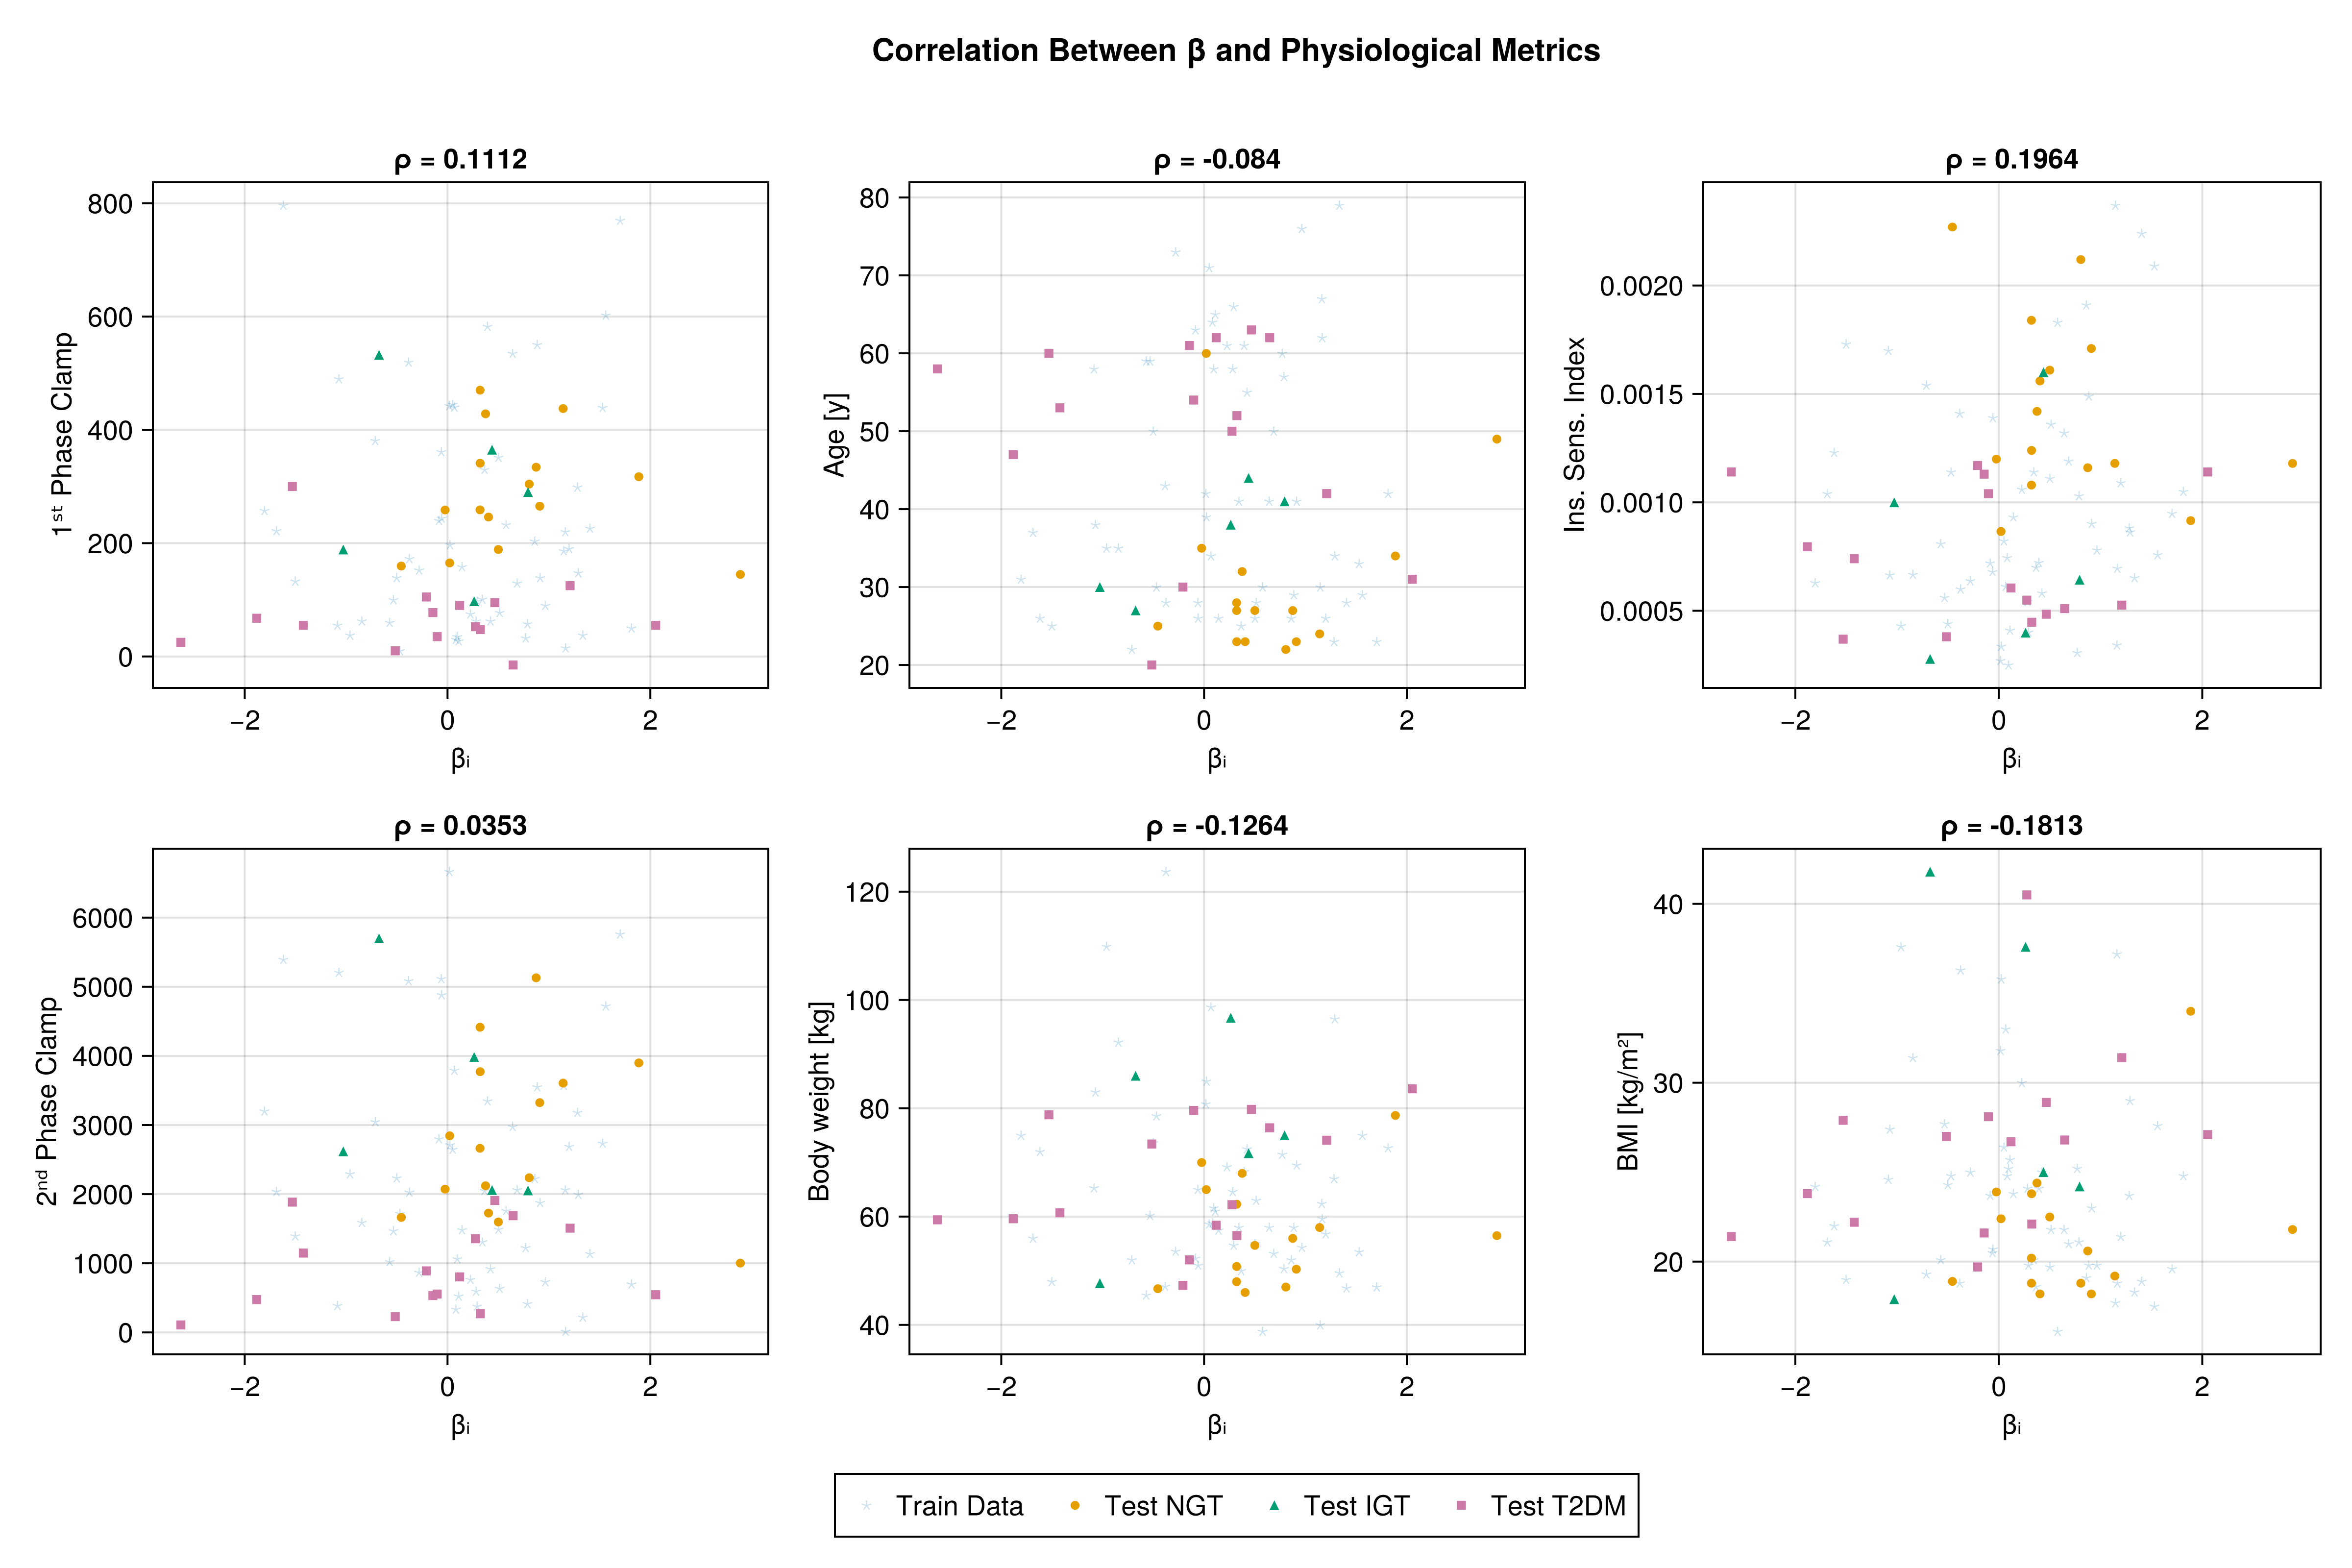 Correlation Between β and Physiological Metrics
ρ = 0.1112
1ˢᵗ Phase Clamp
800
600
400
200
0
−2 0 2
βᵢ
ρ = -0.084
Age [y]
80
70
60
50
40
30
20
−2 0 2
βᵢ
ρ = 0.1964
Ins. Sens. Index
0.0020
0.0015
0.0010
0.0005
−2 0 2
βᵢ
ρ = 0.0353
2ⁿᵈ Phase Clamp
6000
5000
4000
3000
2000
1000
0
−2 0 2
βᵢ
ρ = -0.1264
Body weight [kg]
120
100
80
60
40
−2 0 2
βᵢ
ρ = -0.1813
BMI [kg/m²]
40
30
20
−2 0 2
βᵢ
Train Data Test NGT Test IGT Test T2DM